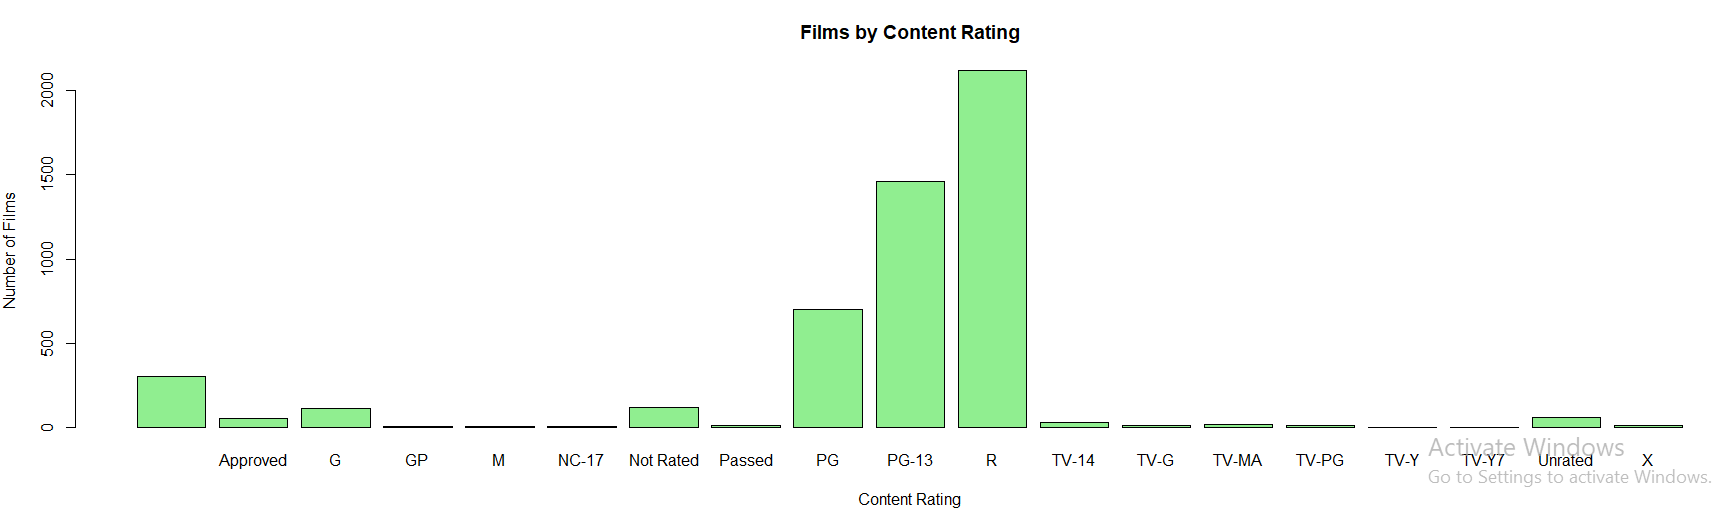 Films by Content Rating
Number of Films
2000
1500
1000
500
0
Approved G GP M NC-17 Not Rated Passed PG PG-13 R TV-14 TV-G TV-MA TV-PG TV-Y TV-Y7 Unrated X
Content Rating
Activate Windows
Go to Settings to activate Windows.